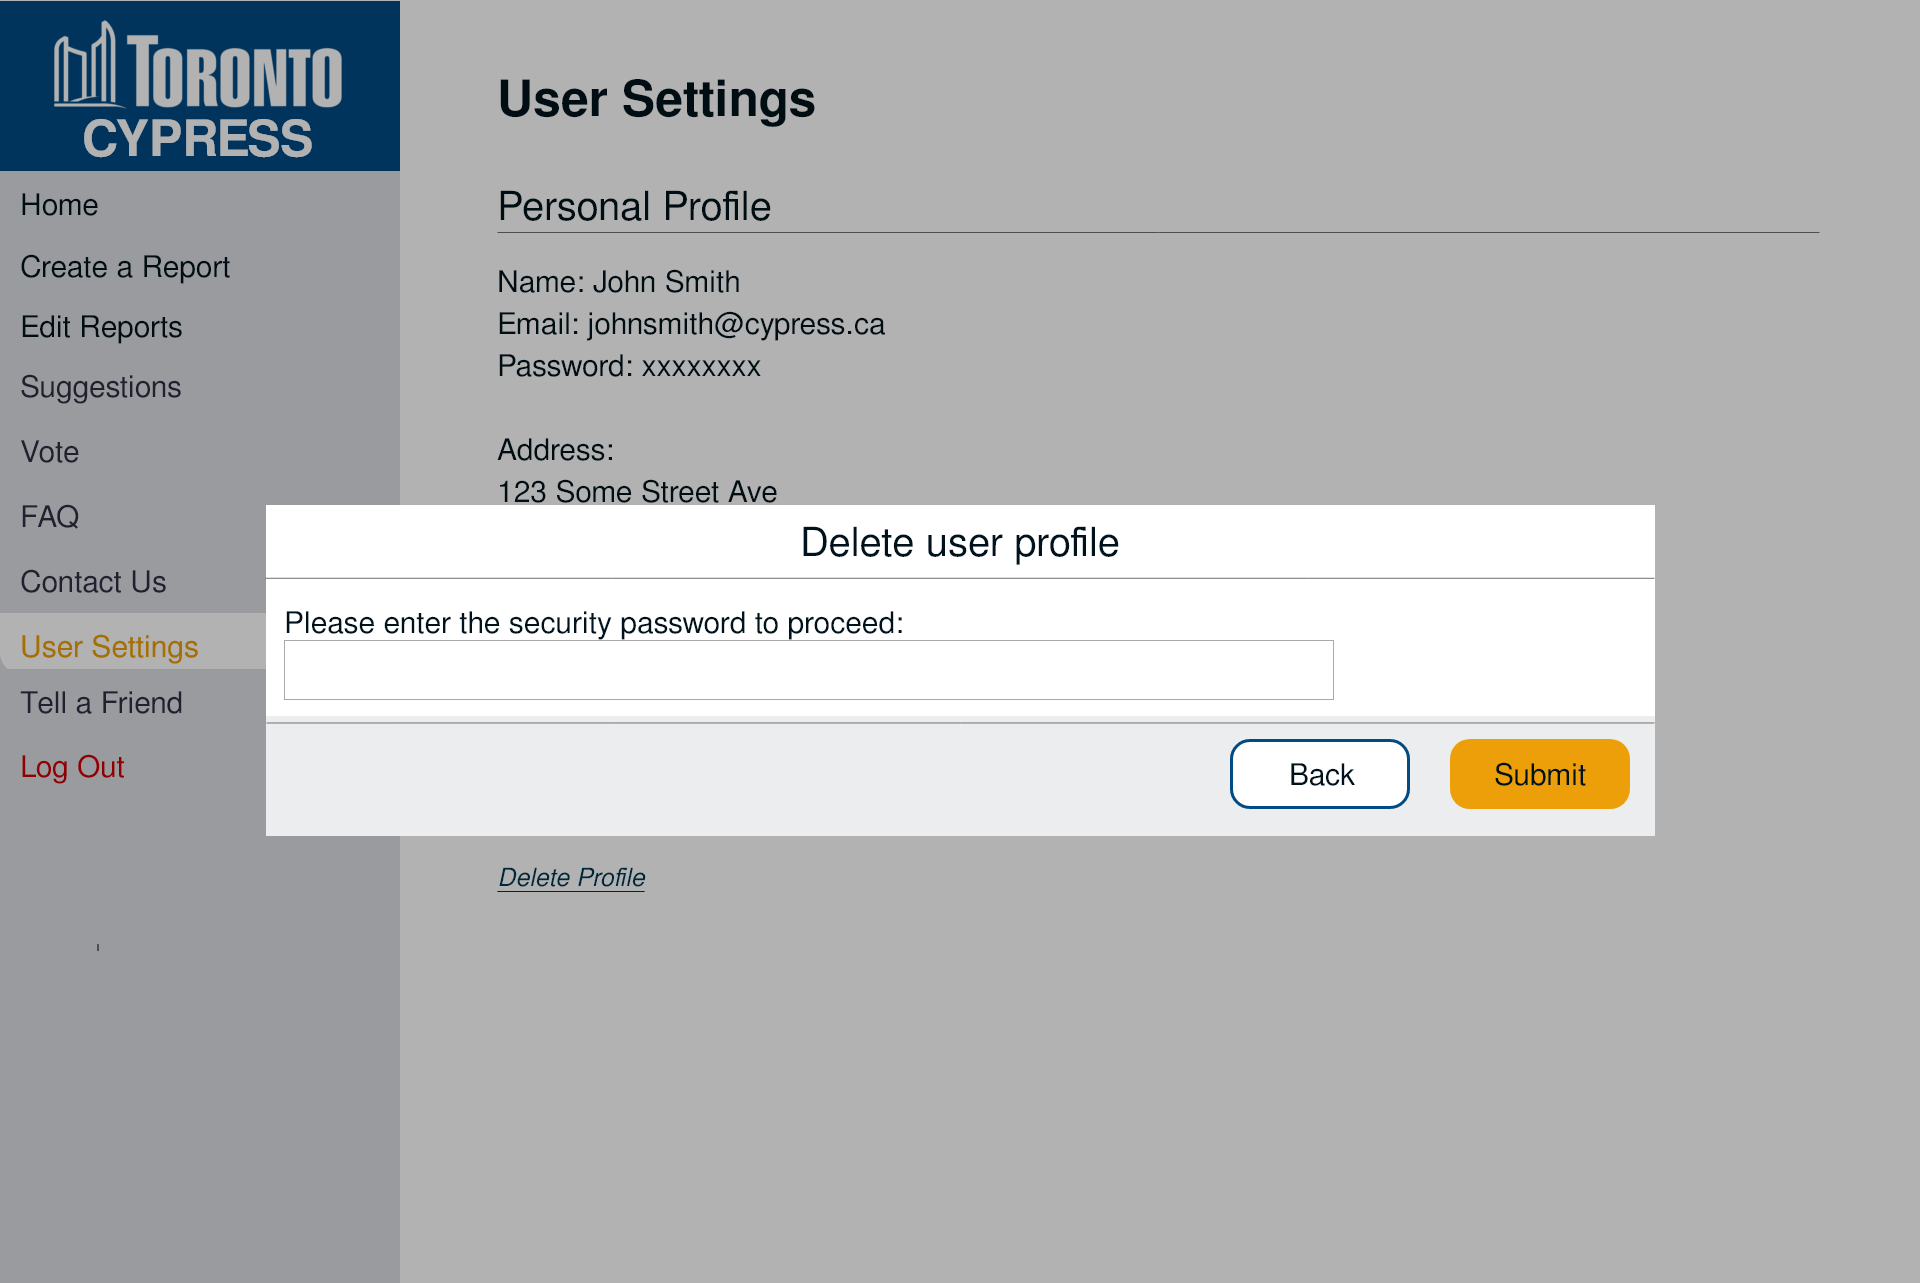 TORONTO
CYPRESS
Home
Create a Report
Edit Reports
Suggestions
Vote
FAQ
Contact Us
User Settings
Tell a Friend
Log Out
User Settings
Personal Profile
Name: John Smith
Email: johnsmith@cypress.ca
Password: xxxxxxxx
Address:
123 Some Street Ave
Delete user profile
Please enter the security password to proceed:
Back
Submit
Delete Profile